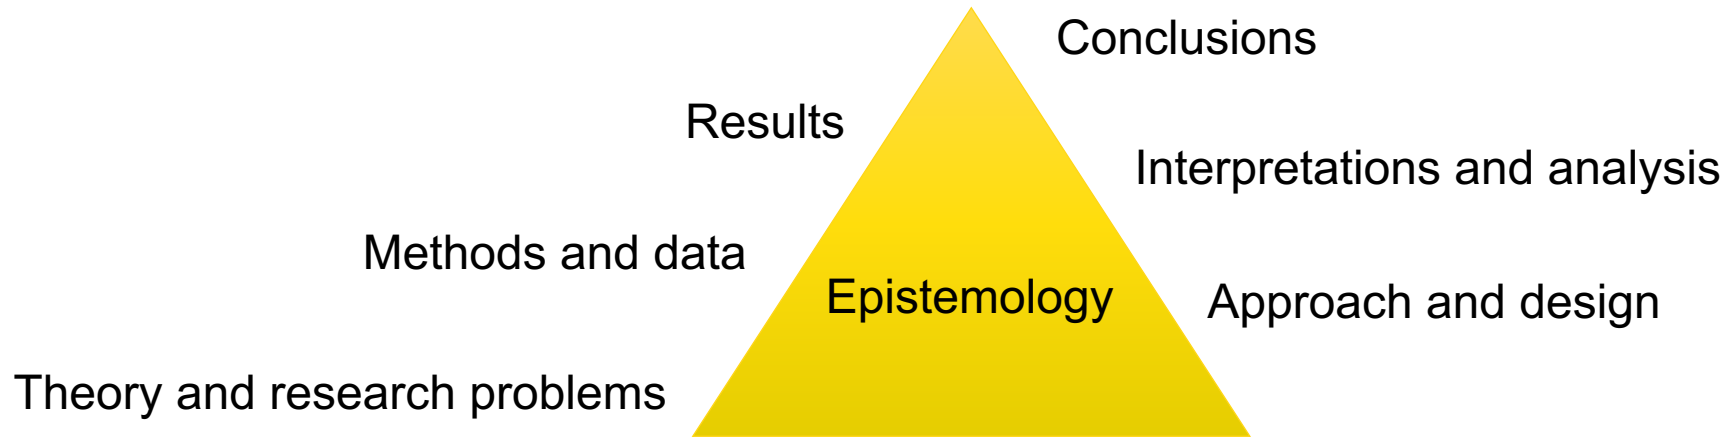 Conclusions
Results
Interpretations and analysis
Methods and data
Epistemology
Approach and design
Theory and research problems